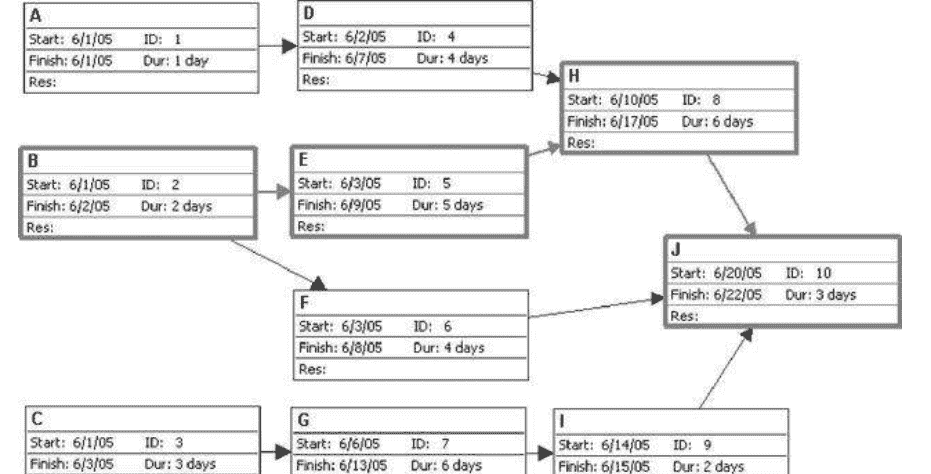 A
Start: 6/1/05 ID: 1
Finish: 6/1/05 Dur: 1 day
Res:
D
Start: 6/2/05 ID: 4
Finish: 6/7/05 Dur: 4 days
Res:
H
Start: 6/10/05 ID: 8
Finish: 6/17/05 Dur: 6 days
Res:
B
Start: 6/1/05 ID: 2
Finish: 6/2/05 Dur: 2 days
Res:
E
Start: 6/3/05 ID: 5
Finish: 6/9/05 Dur: 5 days
Res:
J
Start: 6/20/05 ID: 10
Finish: 6/22/05 Dur: 3 days
Res:
F
Start: 6/3/05 ID: 6
Finish: 6/8/05 Dur: 4 days
Res:
C
Start: 6/1/05 ID: 3
Finish: 6/3/05 Dur: 3 days
G
Start: 6/6/05 ID: 7
Finish: 6/13/05 Dur: 6 days
I
Start: 6/14/05 ID: 9
Finish: 6/15/05 Dur: 2 days